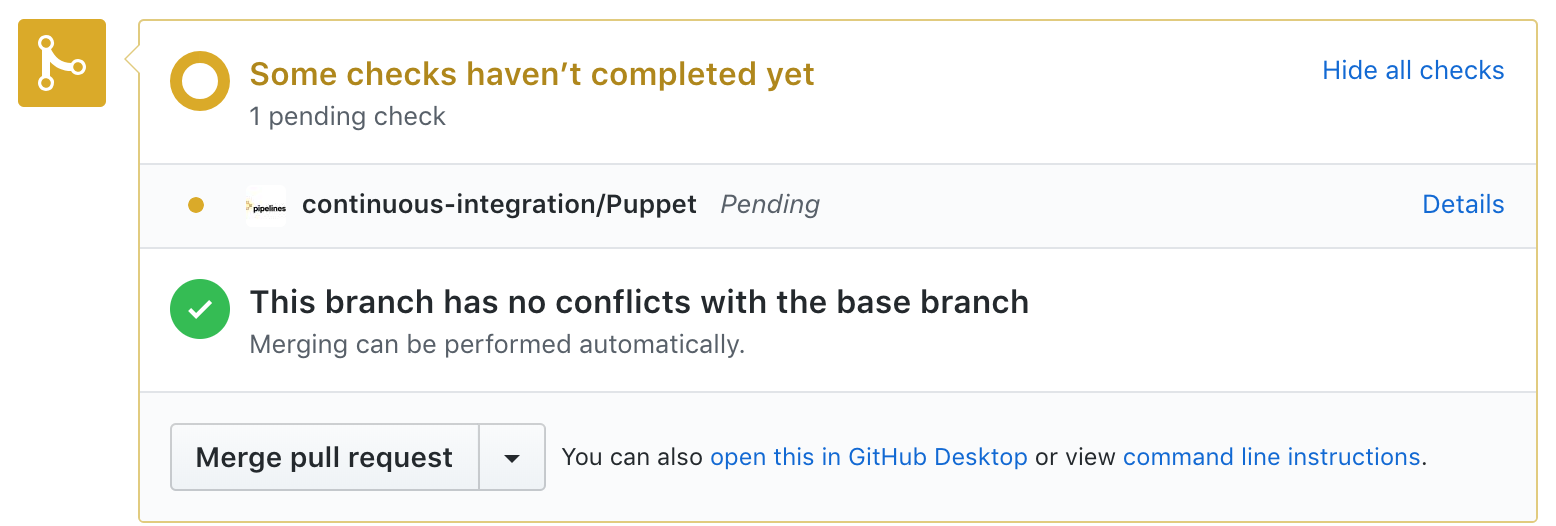 Some checks haven’t completed yet
Hide all checks
1 pending check
pipelines
continuous-integration/Puppet Pending
Details
This branch has no conflicts with the base branch
Merging can be performed automatically.
Merge pull request
You can also open this in GitHub Desktop or view command line instructions.